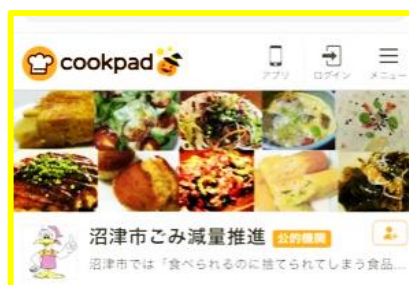 cookpad
アプリ ログイン メニュー
沼津市ごみ減量推進 公的機関
沼津市では「食べられるのに捨てられてしまう食品...